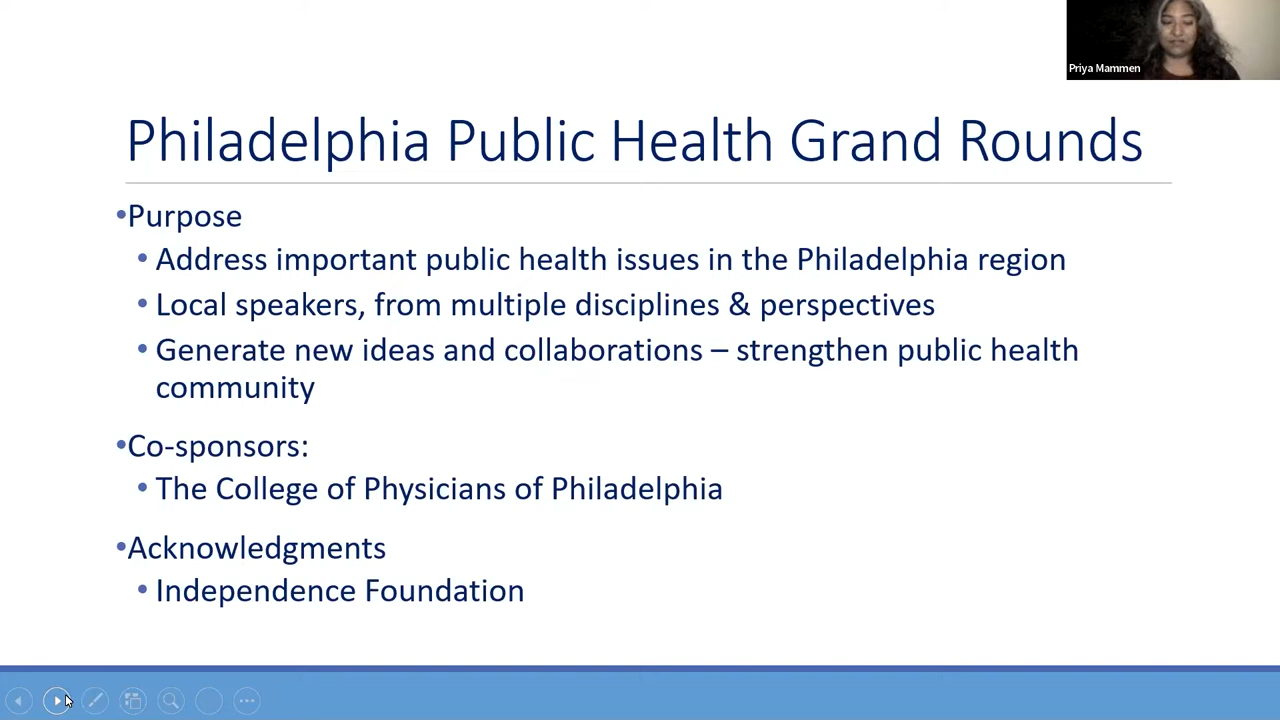 Priya Mammen
Philadelphia Public Health Grand Rounds
•Purpose
• Address important public health issues in the Philadelphia region
• Local speakers, from multiple disciplines & perspectives
• Generate new ideas and collaborations – strengthen public health
community
•Co-sponsors:
• The College of Physicians of Philadelphia
•Acknowledgments
• Independence Foundation